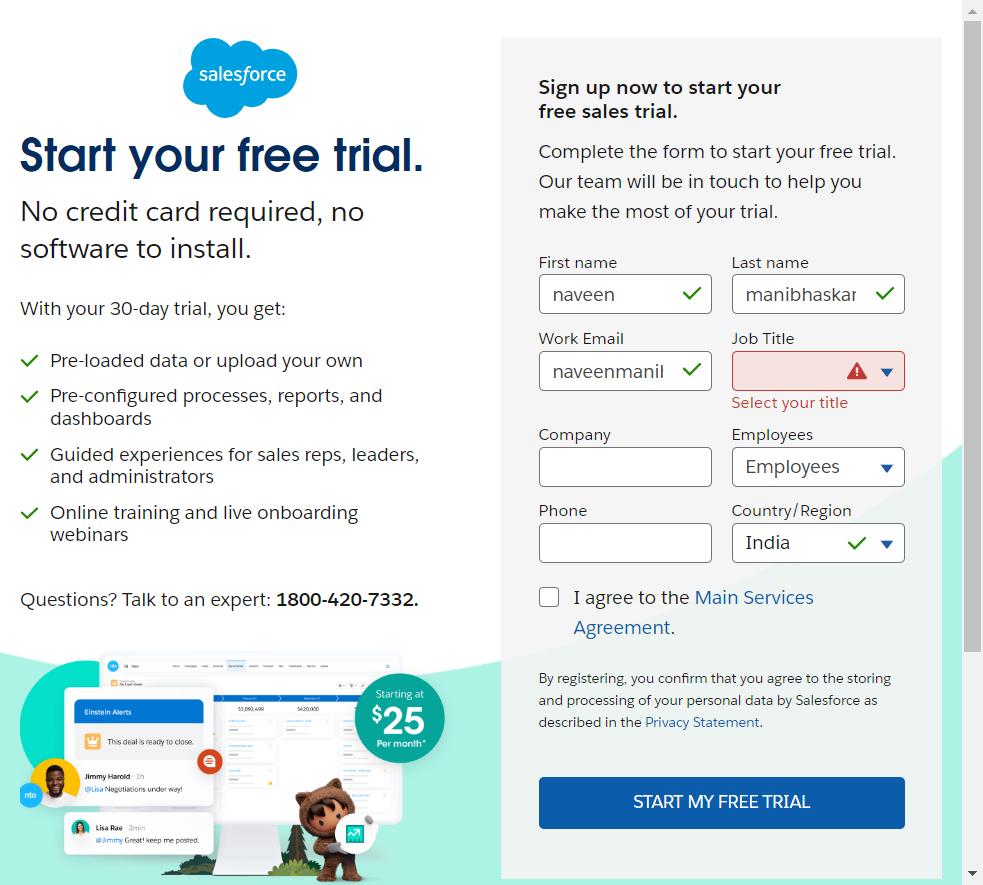 salesforce
Start your free trial.
No credit card required, no
software to install.
With your 30-day trial, you get:
Pre-loaded data or upload your own
Pre-configured processes, reports, and
dashboards
Guided experiences for sales reps, leaders,
and administrators
Online training and live onboarding
webinars
Questions? Talk to an expert: 1800-420-7332.
Starting at
$25
Per month*
$3,892,499
$420,000
Einstein Alerts
This deal is ready to close.
Jimmy Harold · 1h
@Lisa Negotiations under way!
nto
Lisa Rae 2min
@Jimmy Great! keep me posted.
Sign up now to start your
free sales trial.
Complete the form to start your free trial.
Our team will be in touch to help you
make the most of your trial.
First name
Last name
naveen
manibhaskar
Work Email
Job Title
naveenmanil
Select your title
Company
Employees
Employees
Phone
Country/Region
India
I agree to the Main Services
Agreement.
By registering, you confirm that you agree to the storing
and processing of your personal data by Salesforce as
described in the Privacy Statement.
START MY FREE TRIAL